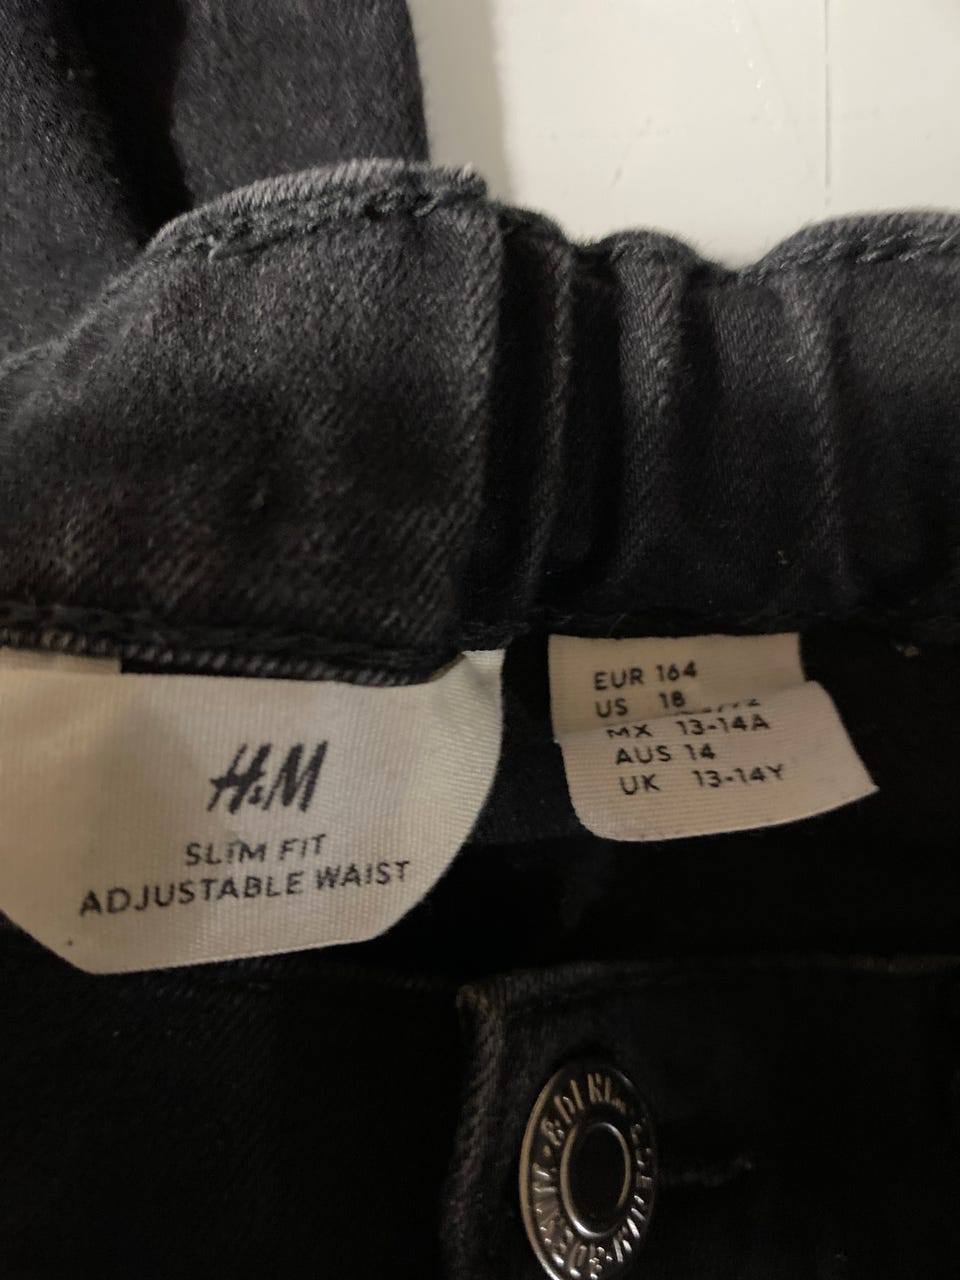 H&M
SLIM FIT
ADJUSTABLE WAIST
EUR 164
US 18
MX 13-14A
AUS 14
UK 13-14Y